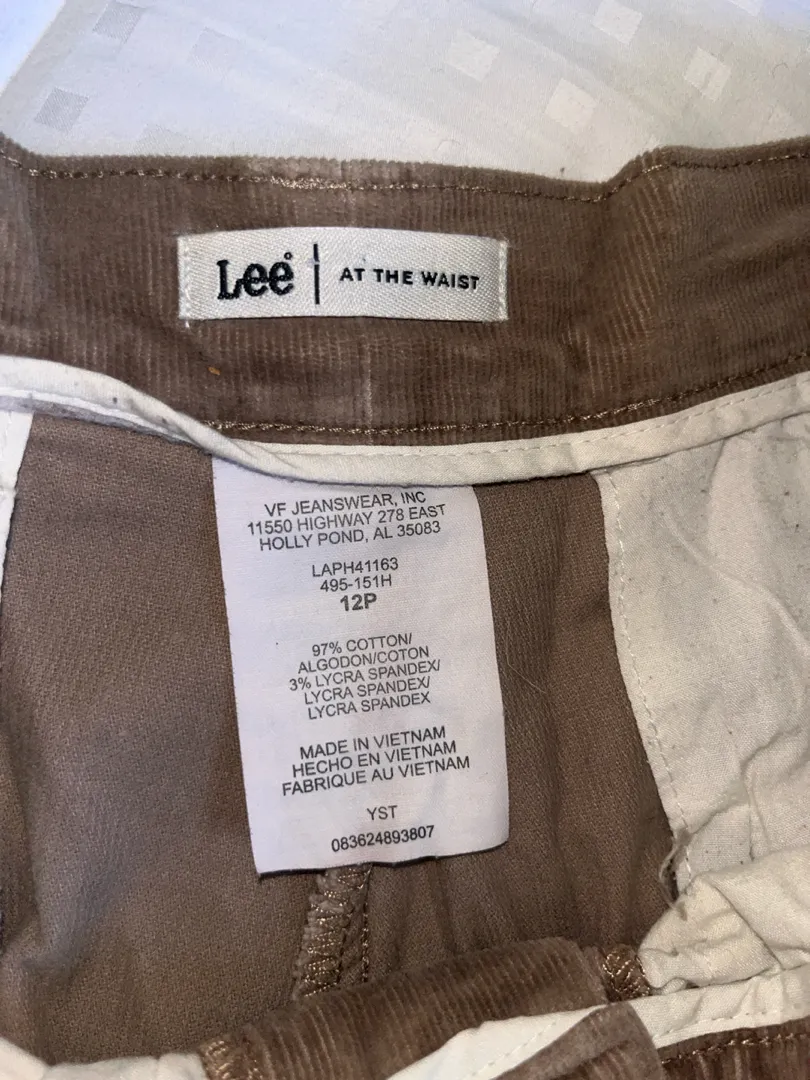 Lee® | AT THE WAIST
VF JEANSWEAR, INC
11550 HIGHWAY 278 EAST
HOLLY POND, AL 35083
LAPH41163
495-151H
12P
97% COTTON/
ALGODON/COTON
3% LYCRA SPANDEX/
LYCRA SPANDEX/
LYCRA SPANDEX
MADE IN VIETNAM
HECHO EN VIETNAM
FABRIQUE AU VIETNAM
YST
083624893807